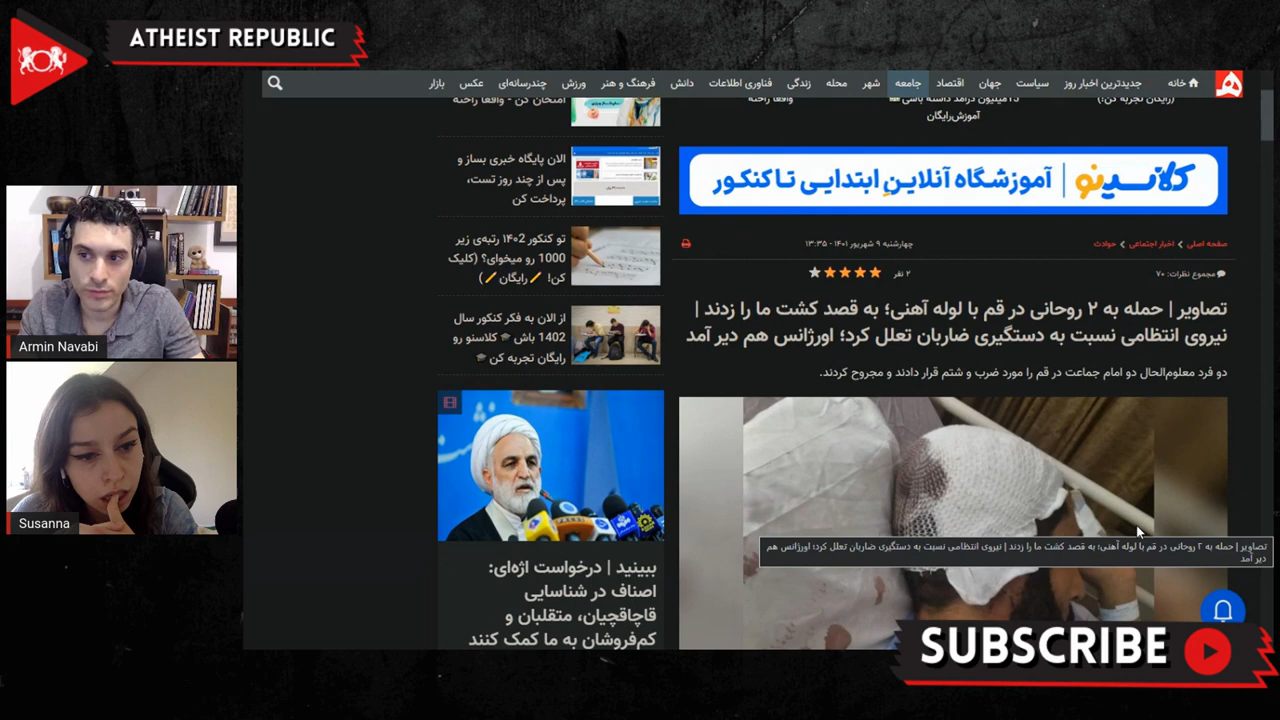 ATHEIST REPUBLIC
خانه جدیدترین اخبار روز سیاست جهان اقتصاد جامعه شهر محله زندگی فناوری اطلاعات دانش فرهنگ و هنر ورزش چندرسانه‌ای عکس بازار
آموزش‌رایگان
امتحان کن - واقعا راحته
الان پایگاه خبری بساز و
پس از چند روز تست،
پرداخت کن
تو کنکور ۱۴۰۲ رتبه‌ی زیر
1000 رو میخوای؟ (کلیک
کن! رایگان)
از الان به فکر کنکور سال
1402 باش کلاسنو رو
رایگان تجربه کن
کلاسینو | آموزشگاه آنلاینِ ابتدایی تا کنکور
صفحه اصلی اخبار اجتماعی حوادث
چهارشنبه ۹ شهریور ۱۴۰۱ - ۱۳:۳۵
مجموع نظرات: ۷۰
۲ نفر
تصاویر | حمله به ۲ روحانی در قم با لوله آهنی؛ به قصد کشت ما را زدند |
نیروی انتظامی نسبت به دستگیری ضاربان تعلل کرد؛ اورژانس هم دیر آمد
دو فرد معلوم‌الحال دو امام جماعت در قم را مورد ضرب و شتم قرار دادند و مجروح کردند.
تصاویر | حمله به ۲ روحانی در قم با لوله آهنی؛ به قصد کشت ما را زدند | نیروی انتظامی نسبت به دستگیری ضاربان تعلل کرد؛ اورژانس هم
دیر آمد
ببینید | درخواست اژه‌ای:
اصناف در شناسایی
قاچاقچیان، متقلبان و
کم‌فروشان به ما کمک کنند
Armin Navabi
Susanna
SUBSCRIBE